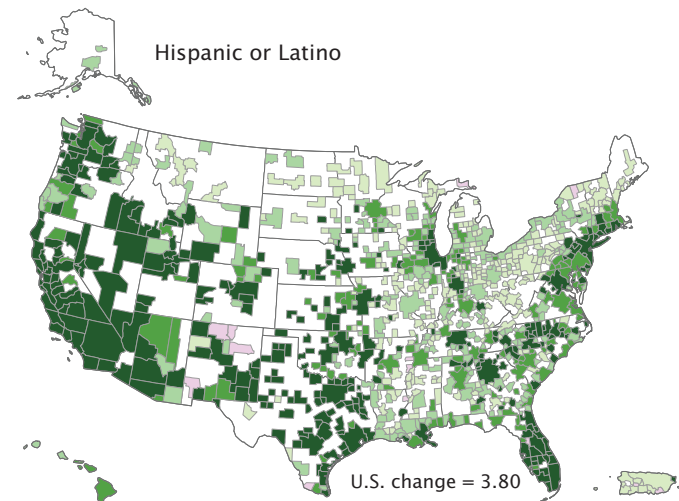 Hispanic or Latino
U.S. change = 3.80